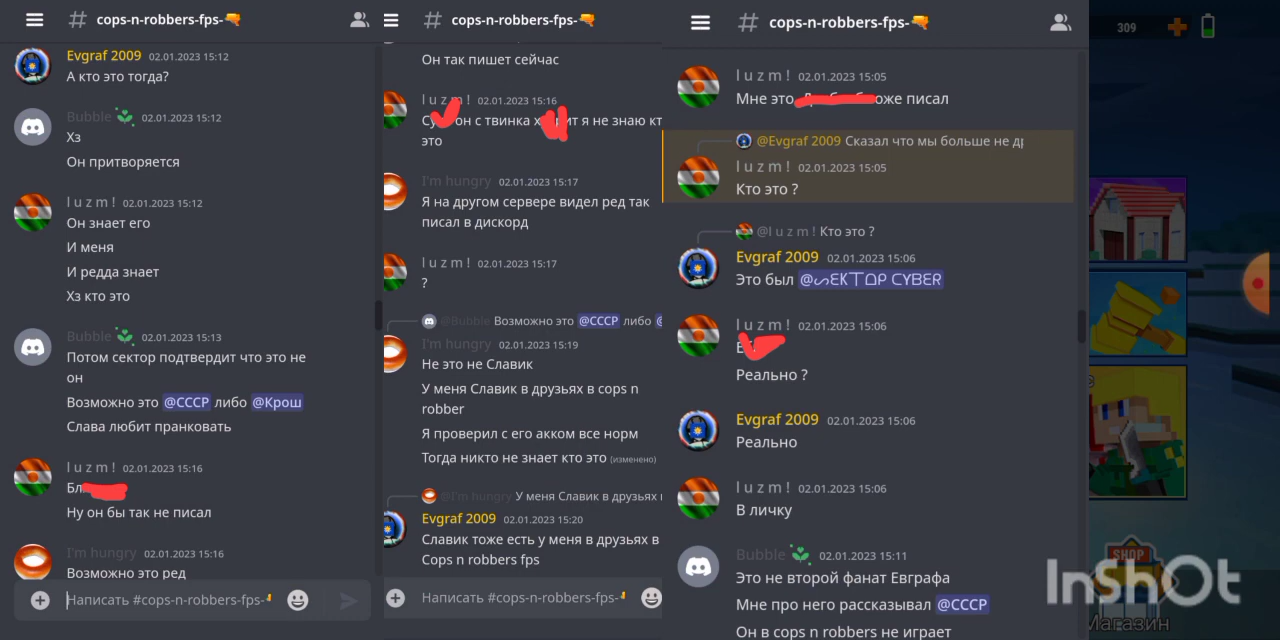 cops-n-robbers-fps-
Evgraf 2009 02.01.2023 15:12
А кто это тогда?
Bubble 02.01.2023 15:12
Хз
Он притворяется
l u z m ! 02.01.2023 15:12
Он знает его
И меня
И редда знает
Хз кто это
Bubble 02.01.2023 15:13
Потом сектор подтвердит что это не
он
Возможно это @СССР либо @Крош
Слава любит пранковать
l u z m ! 02.01.2023 15:16
Бл
Ну он бы так не писал
I'm hungry 02.01.2023 15:16
Возможно это ред
Написать #cops-n-robbers-fps-
cops-n-robbers-fps-
Он так пишет сейчас
l u z m ! 02.01.2023 15:16
он с твинка я не знаю кт
это
I'm hungry 02.01.2023 15:17
Я на другом сервере видел ред так
писал в дискорд
l u z m ! 02.01.2023 15:17
?
@Bubble Возможно это @СССР либо @
I'm hungry 02.01.2023 15:19
Не это не Славик
У меня Славик в друзьях в cops n
robber
Я проверил с его акком все норм
Тогда никто не знает кто это (изменено)
@I'm hungry У меня Славик в друзьях
Evgraf 2009 02.01.2023 15:20
Славик тоже есть у меня в друзьях в
Cops n robbers fps
Написать #cops-n-robbers-fps-
cops-n-robbers-fps-
l u z m ! 02.01.2023 15:05
Мне это оже писал
@Evgraf 2009 Сказал что мы больше не др
l u z m ! 02.01.2023 15:05
Кто это ?
@l u z m ! Кто это ?
Evgraf 2009 02.01.2023 15:06
Это был @SEKTOP CYBER
l u z m ! 02.01.2023 15:06
Реально ?
Evgraf 2009 02.01.2023 15:06
Реально
l u z m ! 02.01.2023 15:06
В личку
Bubble 02.01.2023 15:11
Это не второй фанат Евграфа
Мне про него рассказывал @СССР
Он в cops n robbers не играет
309
SHOP
Магазин
InShOt